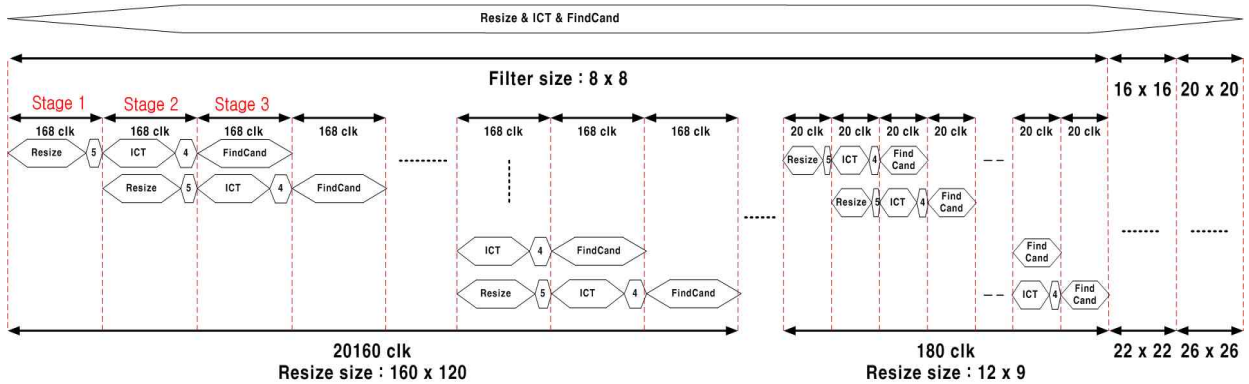 Resize & ICT & FindCand
Filter size : 8 x 8
16 x 16
20 x 20
Stage 1
Stage 2
Stage 3
168 clk
168 clk
168 clk
168 clk
168 clk
168 clk
168 clk
20 clk
20 clk
20 clk
20 clk
20 clk
20 clk
Resize
5
ICT
4
FindCand
Resize
5
ICT
4
Find
Cand
Resize
5
ICT
4
FindCand
Resize
5
ICT
4
Find
Cand
ICT
4
FindCand
Find
Cand
Resize
5
ICT
4
FindCand
ICT
4
Find
Cand
20160 clk
Resize size : 160 x 120
180 clk
Resize size : 12 x 9
22 x 22
26 x 26